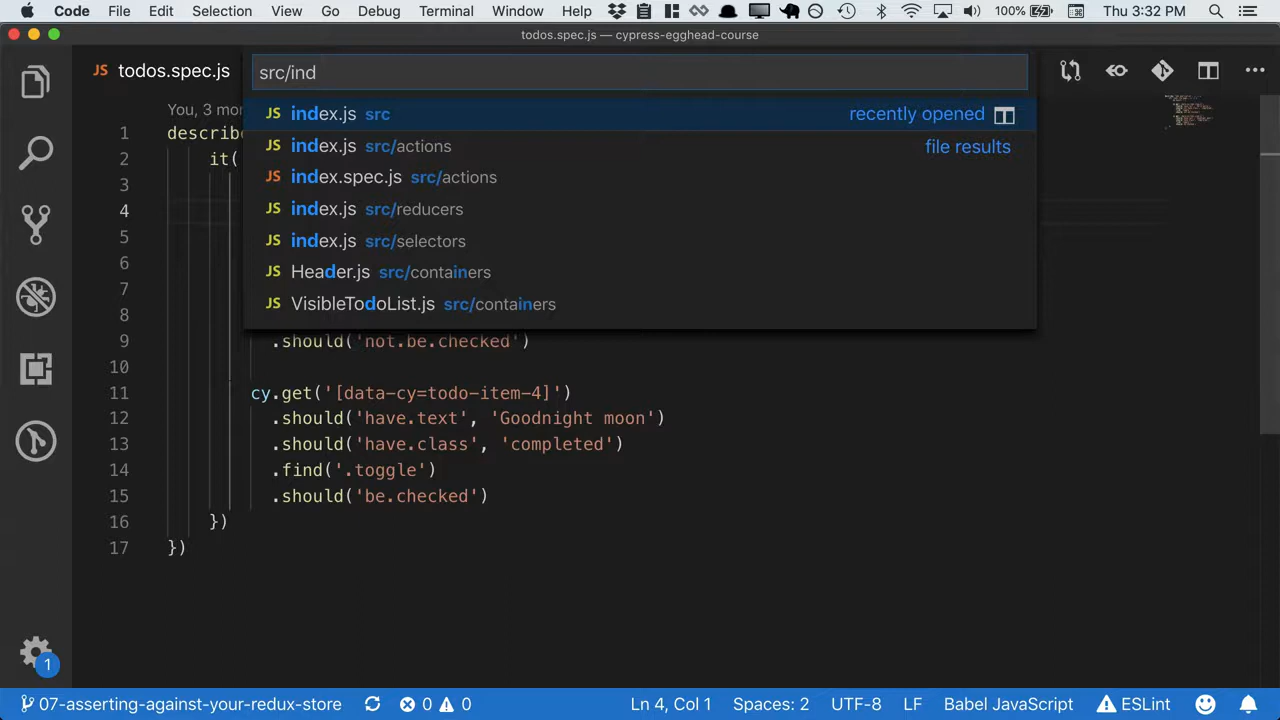 Code File Edit Selection View Go Debug Terminal Window Help 100% Thu 3:32 PM
todos.spec.js — cypress-egghead-course
JS todos.spec.js
src/ind
JS index.js src recently opened
JS index.js src/actions file results
JS index.spec.js src/actions
JS index.js src/reducers
JS index.js src/selectors
JS Header.js src/containers
JS VisibleTodoList.js src/containers
You, 3 mo
1 describe
2 it(
3
4
5
6
7
8
9 .should('not.be.checked')
10
11 cy.get('[data-cy=todo-item-4]')
12 .should('have.text', 'Goodnight moon')
13 .should('have.class', 'completed')
14 .find('.toggle')
15 .should('be.checked')
16 })
17 })
1
07-asserting-against-your-redux-store 0 0 Ln 4, Col 1 Spaces: 2 UTF-8 LF Babel JavaScript ESLint